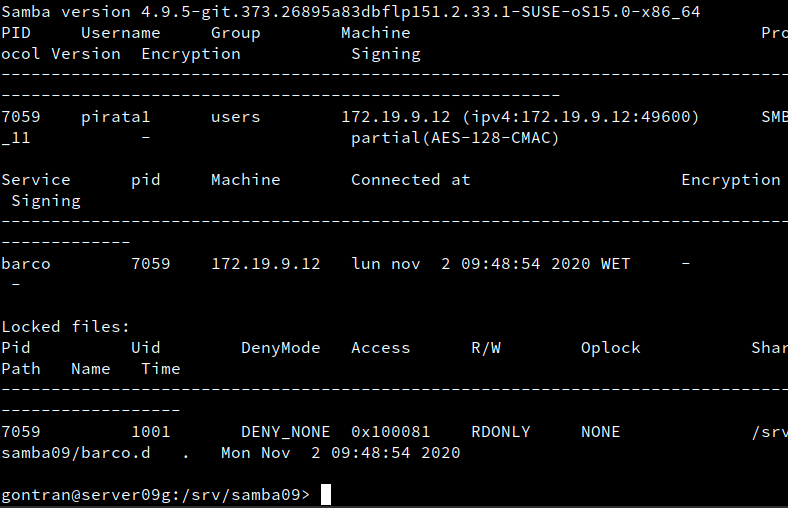 Samba version 4.9.5-git.373.26895a83dbflp151.2.33.1-SUSE-oS15.0-x86_64
PID     Username     Group        Machine                                   Pro
ocol Version  Encryption           Signing
-------------------------------------------------------------------------------
--------------------------------------------------------
7059    pirata1      users        172.19.9.12 (ipv4:172.19.9.12:49600)      SMB
_11           -                    partial(AES-128-CMAC)
Service      pid     Machine       Connected at                     Encryption
 Signing
-------------------------------------------------------------------------------
-------------
barco        7059    172.19.9.12   lun nov  2 09:48:54 2020 WET     -
 -
Locked files:
Pid          Uid        DenyMode   Access      R/W        Oplock           Shar
Path   Name   Time
-------------------------------------------------------------------------------
------------------
7059         1001       DENY_NONE  0x100081    RDONLY     NONE             /srv
samba09/barco.d   .   Mon Nov  2 09:48:54 2020
gontran@server09g:/srv/samba09>